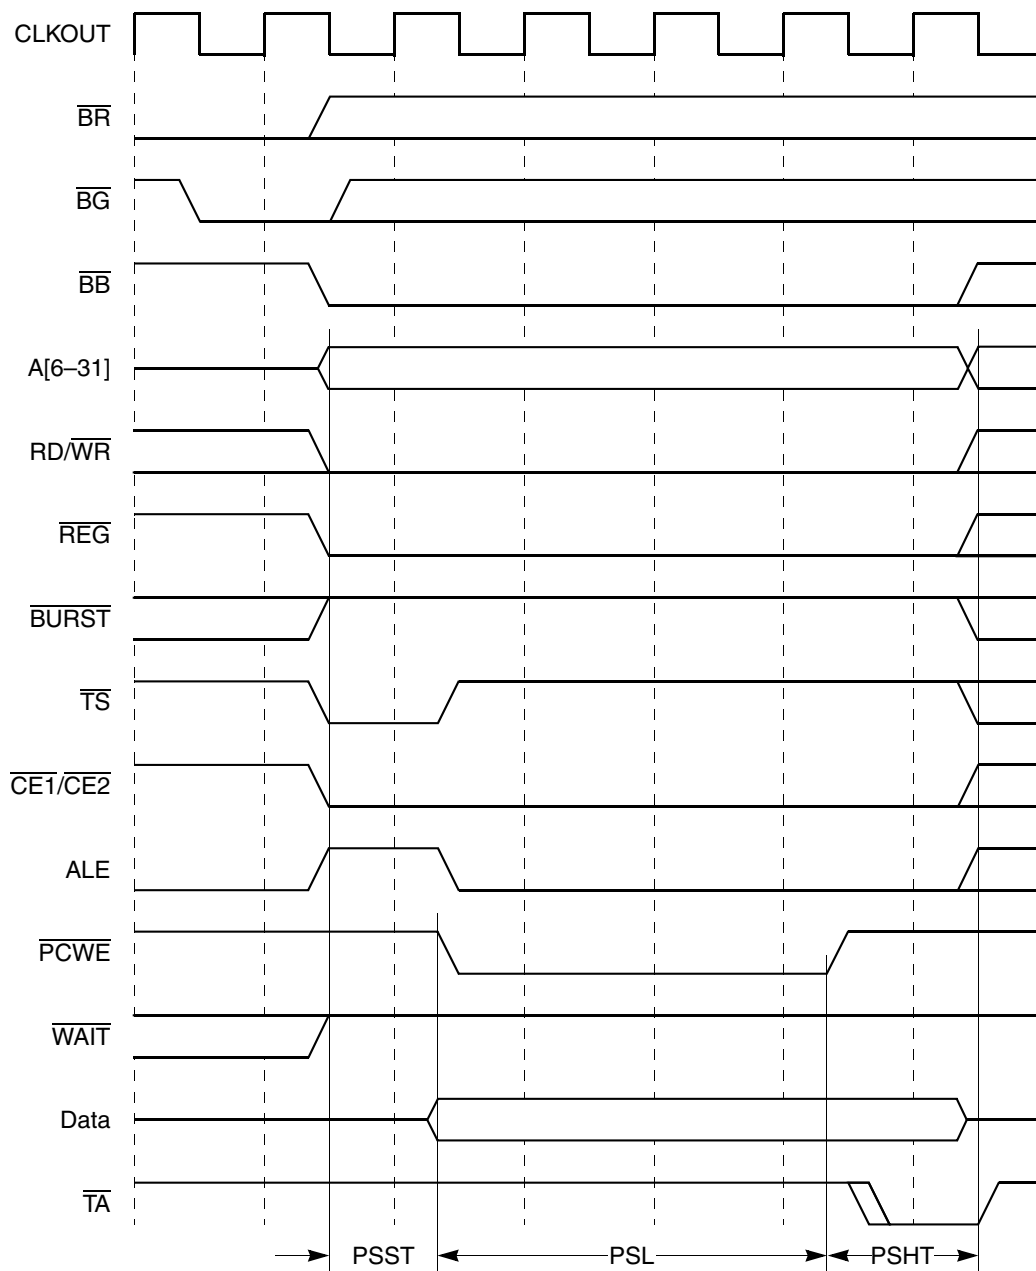 CLKOUT
BR
BG
BB
A[6–31]
RD/WR
REG
BURST
TS
CE1/CE2
ALE
PCWE
WAIT
Data
TA
PSST PSL PSHT